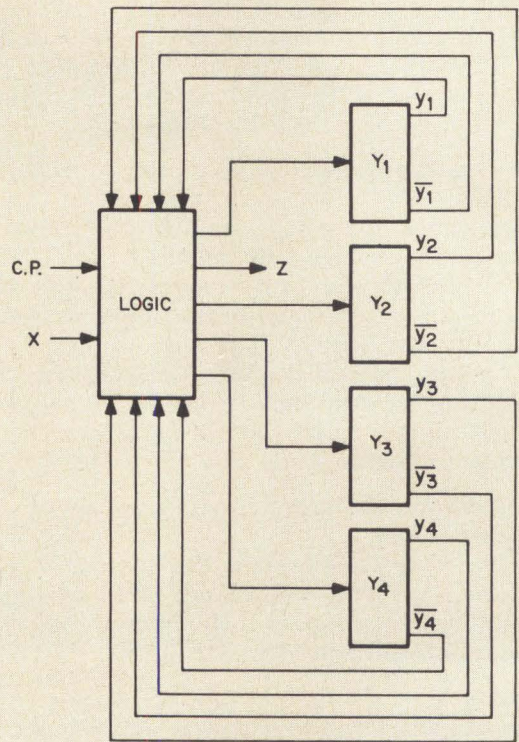 y₁
Y₁
y̅₁
y₂
C.P.
Z
LOGIC
Y₂
X
y̅₂
y₃
Y₃
y̅₃
y₄
Y₄
y̅₄